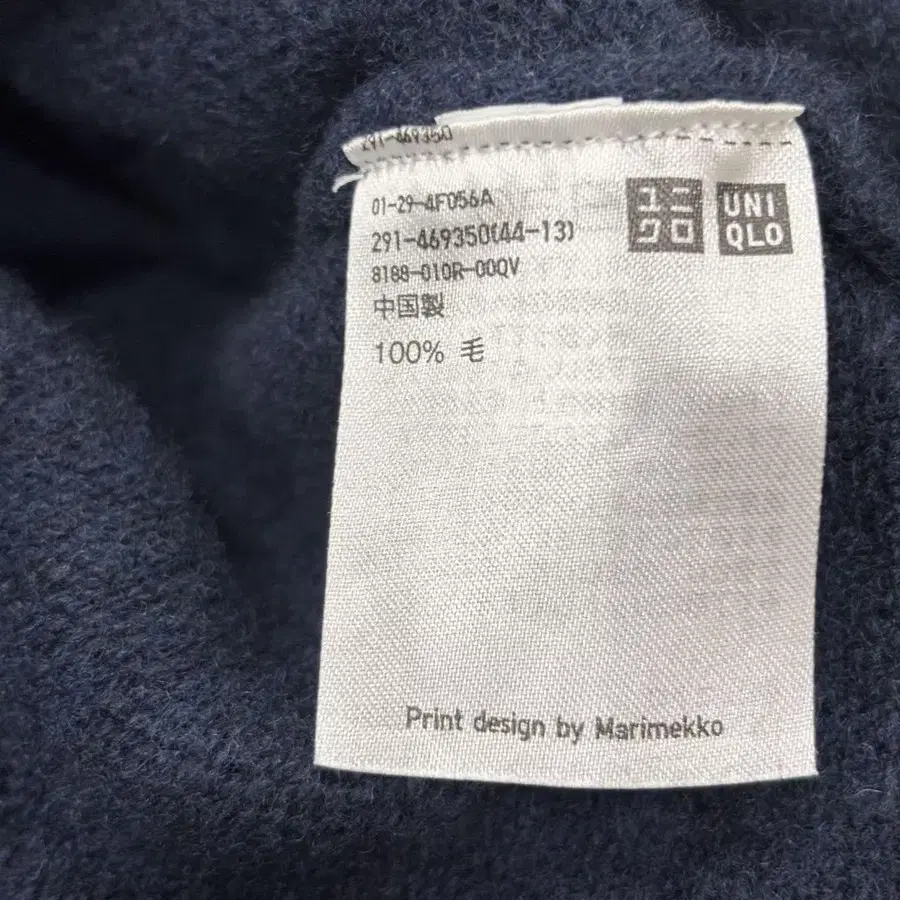 291-469350
01-29-4F056A
291-469350(44-13)
8188-010R-00QV
中国製
100% 毛
ユニ
クロ
UNI
QLO
Print design by Marimekko